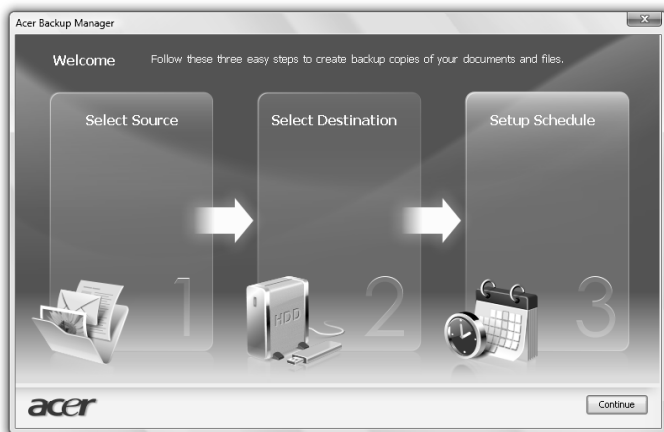 Acer Backup Manager
Welcome
Follow these three easy steps to create backup copies of your documents and files.
Select Source
Select Destination
Setup Schedule
1
2
3
HDD
acer
Continue